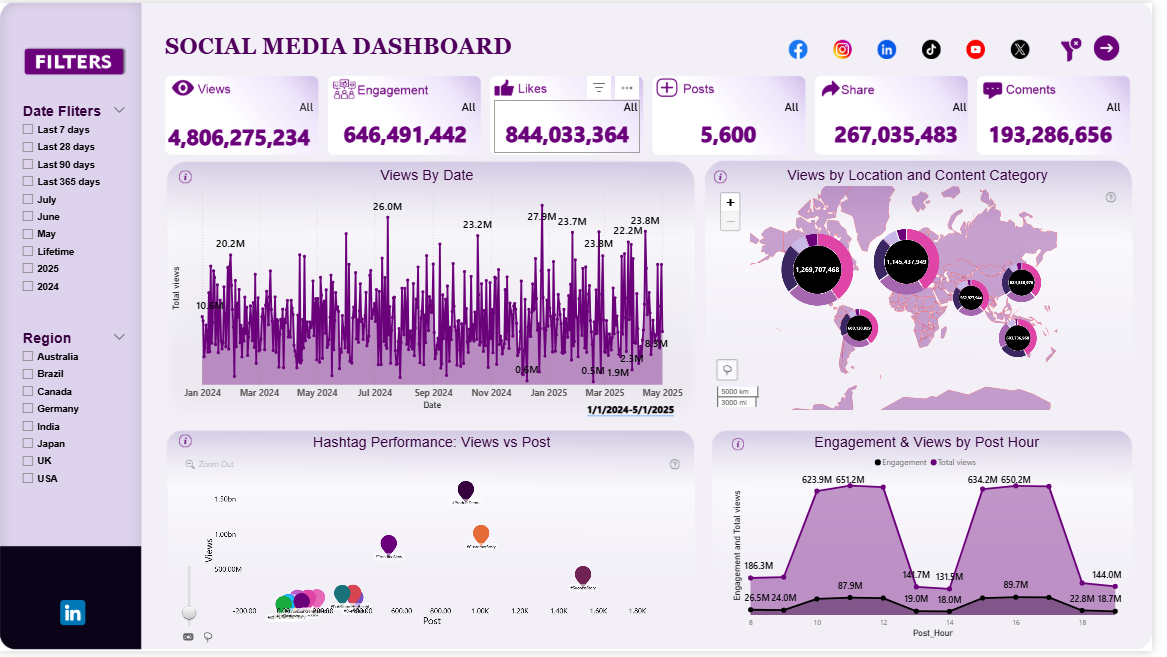 SOCIAL MEDIA DASHBOARD
FILTERS
Date Fliters
Last 7 days
Last 28 days
Last 90 days
Last 365 days
July
June
May
Lifetime
2025
2024
Region
Australia
Brazil
Canada
Germany
India
Japan
UK
USA
in
Views
All
4,806,275,234
Engagement
All
646,491,442
Likes
All
844,033,364
Posts
All
5,600
Share
All
267,035,483
Coments
All
193,286,656
Views By Date
Total views
26.0M
27.9M
23.2M
23.7M
23.8M
22.2M
23.8M
20.2M
0.6M
0.5M
1.9M
2.3M
Jan 2024
Mar 2024
May 2024
Jul 2024
Sep 2024
Nov 2024
Jan 2025
Mar 2025
May 2025
Date
1/1/2024-5/1/2025
Views by Location and Content Category
+
1,269,707,468
1,145,437,949
5000 km
3000 mi
Hashtag Performance: Views vs Post
Zoom Out
1.50bn
1.00bn
500.00M
Views
-200.00
400.00
600.00
800.00
1.00K
1.20K
1.40K
1.60K
1.80K
Post
Engagement & Views by Post Hour
Engagement
Total views
Engagement and Total views
623.9M
651.2M
634.2M
650.2M
186.3M
141.7M
131.5M
144.0M
87.9M
89.7M
26.5M
24.0M
19.0M
18.0M
22.8M
18.7M
8
10
12
14
16
18
Post_Hour